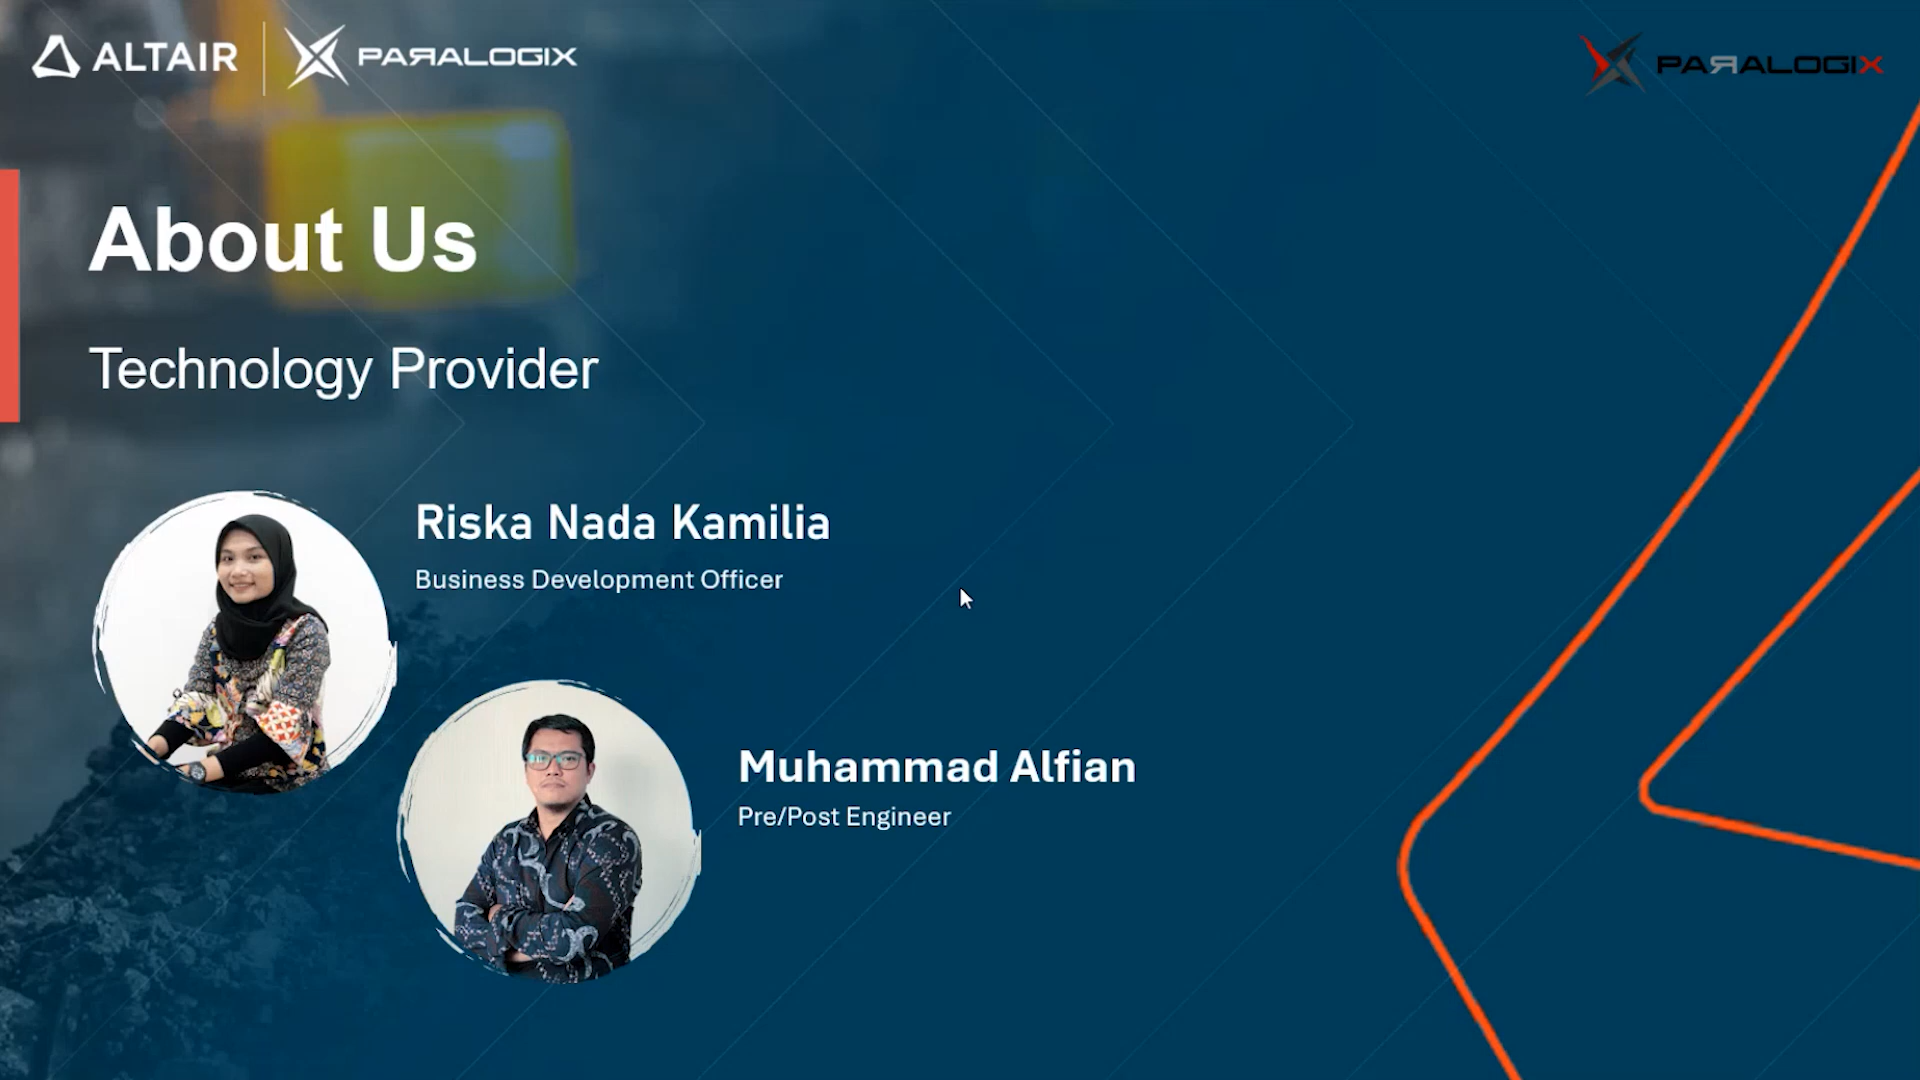 ALTAIR
PARALOGIX
PARALOGIX
About Us
Technology Provider
Riska Nada Kamilia
Business Development Officer
Muhammad Alfian
Pre/Post Engineer